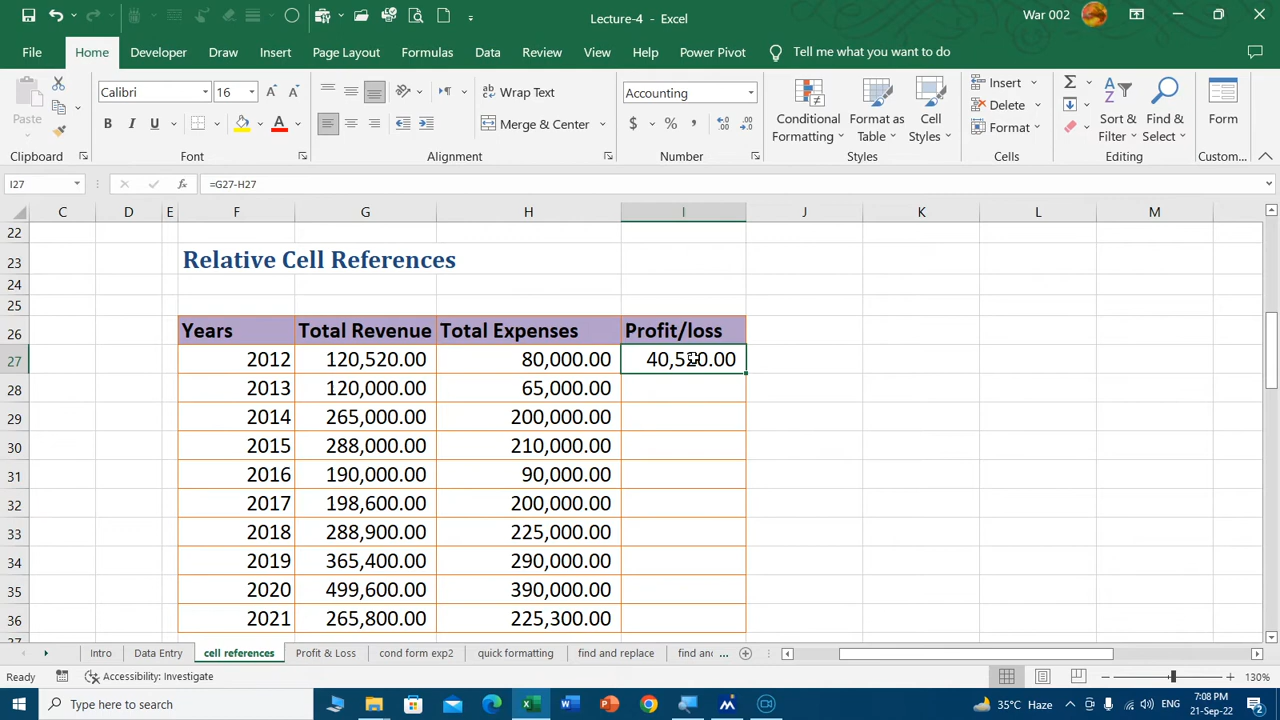 Lecture-4 - Excel
War 002
File Home Developer Draw Insert Page Layout Formulas Data Review View Help Power Pivot Tell me what you want to do
Paste
Clipboard
Calibri 16
B I U A
Font
Wrap Text
Merge & Center
Alignment
Accounting
$ % ,
Number
Conditional Formatting
Format as Table
Cell Styles
Styles
Insert
Delete
Format
Cells
Sort & Filter
Find & Select
Editing
Form
Custom...
I27 fx =G27-H27
C D E F G H I J K L M
22
23 Relative Cell References
24
25
26 Years Total Revenue Total Expenses Profit/loss
27 2012 120,520.00 80,000.00 40,520.00
28 2013 120,000.00 65,000.00
29 2014 265,000.00 200,000.00
30 2015 288,000.00 210,000.00
31 2016 190,000.00 90,000.00
32 2017 198,600.00 200,000.00
33 2018 288,900.00 225,000.00
34 2019 365,400.00 290,000.00
35 2020 499,600.00 390,000.00
36 2021 265,800.00 225,300.00
37
Intro Data Entry cell references Profit & Loss cond form exp2 quick formatting find and replace find anc ...
Ready Accessibility: Investigate 130%
Type here to search
35°C Haze ENG 7:08 PM
21-Sep-22